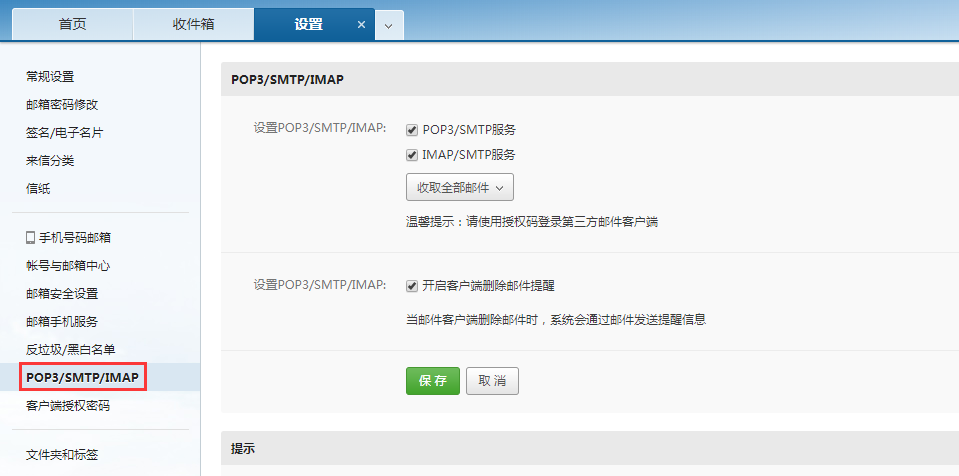 首页
收件箱
设置
常规设置
邮箱密码修改
签名/电子名片
来信分类
信纸
手机号码邮箱
帐号与邮箱中心
邮箱安全设置
邮箱手机服务
反垃圾/黑白名单
POP3/SMTP/IMAP
客户端授权密码
文件夹和标签
POP3/SMTP/IMAP
设置POP3/SMTP/IMAP:
POP3/SMTP服务
IMAP/SMTP服务
收取全部邮件
温馨提示：请使用授权码登录第三方邮件客户端
设置POP3/SMTP/IMAP:
开启客户端删除邮件提醒
当邮件客户端删除邮件时，系统会通过邮件发送提醒信息
保 存
取 消
提示